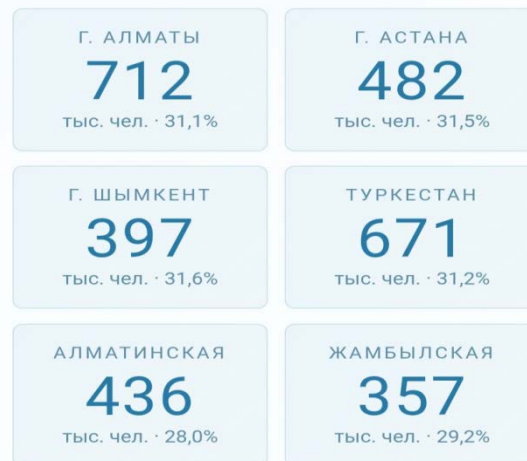 Г. АЛМАТЫ
712
тыс. чел. · 31,1%
Г. АСТАНА
482
тыс. чел. · 31,5%
Г. ШЫМКЕНТ
397
тыс. чел. · 31,6%
ТУРКЕСТАН
671
тыс. чел. · 31,2%
АЛМАТИНСКАЯ
436
тыс. чел. · 28,0%
ЖАМБЫЛСКАЯ
357
тыс. чел. · 29,2%